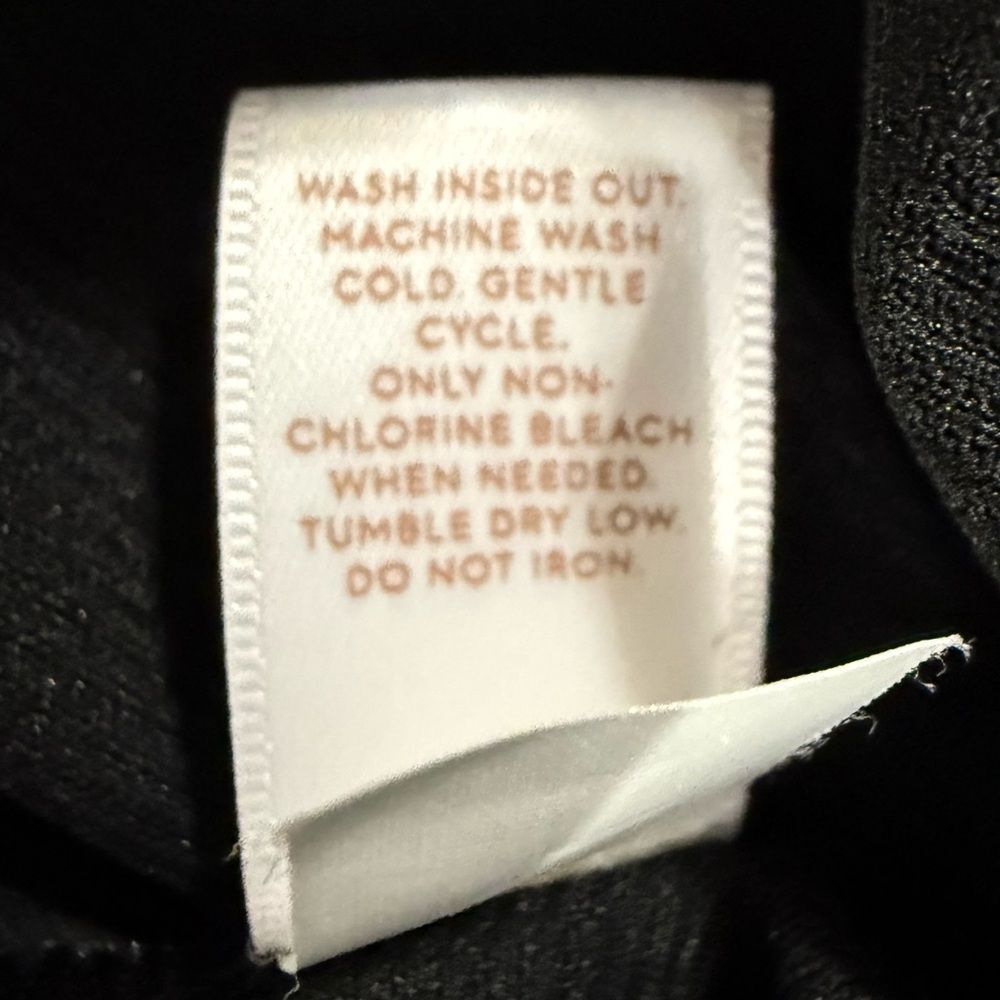 WASH INSIDE OUT.
MACHINE WASH
COLD. GENTLE
CYCLE.
ONLY NON-
CHLORINE BLEACH
WHEN NEEDED.
TUMBLE DRY LOW.
DO NOT IRON.